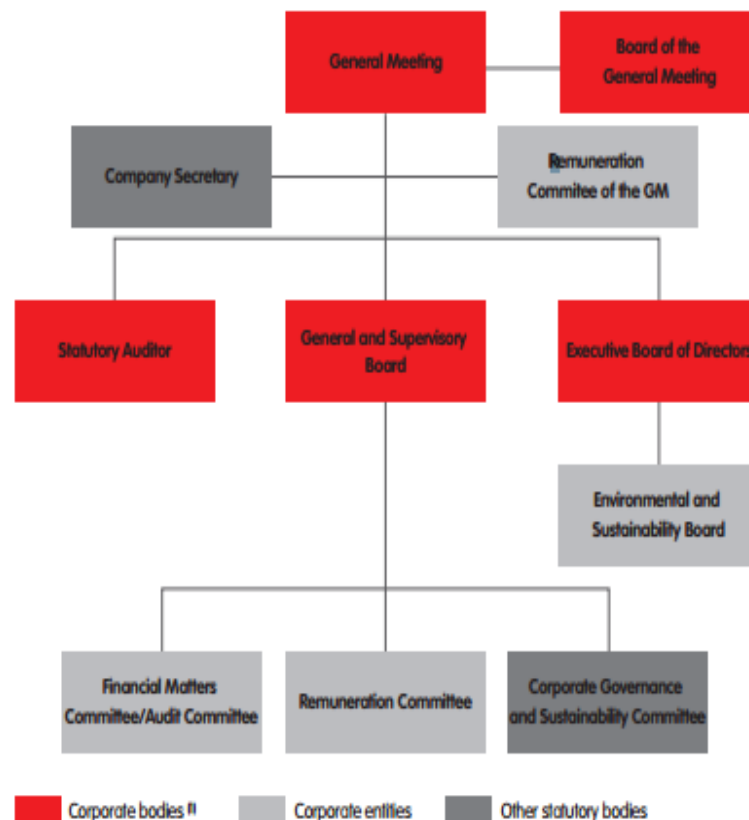 General Meeting
Board of the
General Meeting
Company Secretary
Remuneration
Commitee of the GM
Statutory Auditor
General and Supervisory
Board
Executive Board of Directors
Environmental and
Sustainability Board
Financial Matters
Committee/Audit Committee
Remuneration Committee
Corporate Governance
and Sustainability Committee
Corporate bodies
Corporate entities
Other statutory bodies